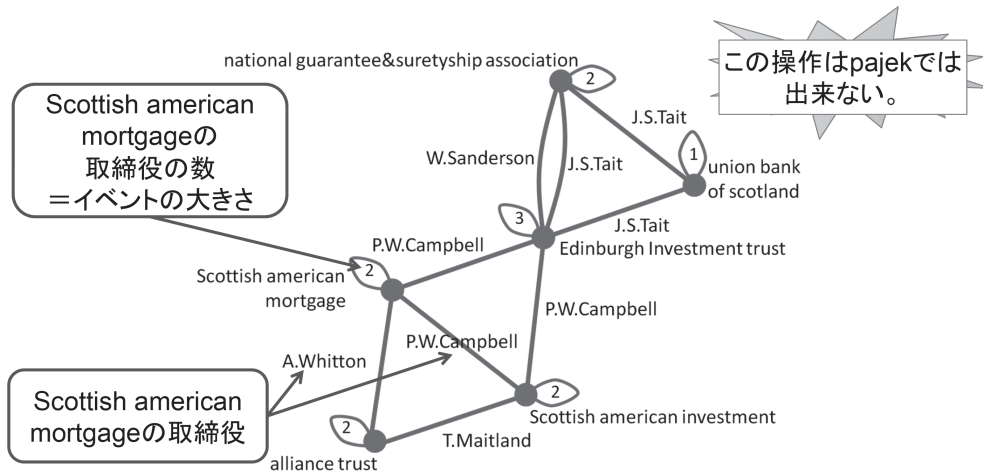 national guarantee&suretyship association
2
この操作はpajekでは
出来ない。
Scottish american
mortgageの
取締役の数
＝イベントの大きさ
J.S.Tait
W.Sanderson
J.S.Tait
1
union bank
of scotland
3
J.S.Tait
P.W.Campbell
Edinburgh Investment trust
2
Scottish american
mortgage
P.W.Campbell
P.W.Campbell
A.Whitton
Scottish american
mortgageの取締役
2
Scottish american investment
2
T.Maitland
alliance trust